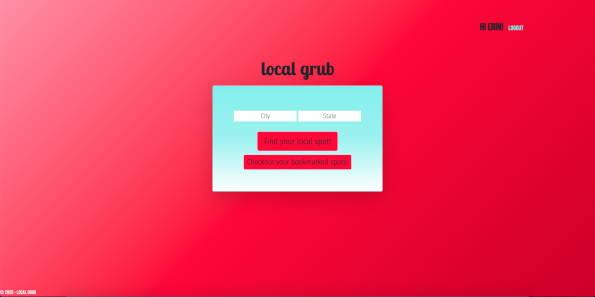 HI ERIN! LOGOUT
local grub
City State
Find your local spot!
Checkout your bookmarked spots!
© 2020 - LOCAL GRUB